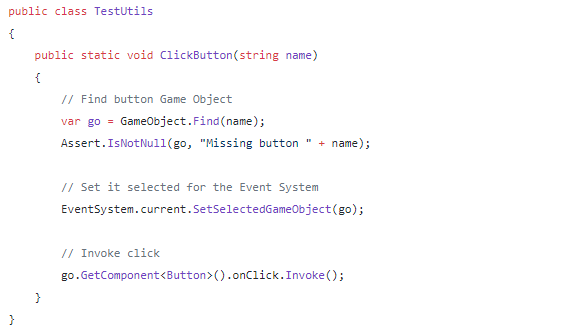 public class TestUtils
{
    public static void ClickButton(string name)
    {
        // Find button Game Object
        var go = GameObject.Find(name);
        Assert.IsNotNull(go, "Missing button " + name);

        // Set it selected for the Event System
        EventSystem.current.SetSelectedGameObject(go);

        // Invoke click
        go.GetComponent<Button>().onClick.Invoke();
    }
}